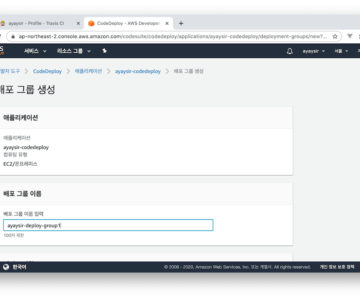 ayaysir - Travis CI
CodeDeploy - AWS Develop
ap-northeast-2.console.aws.amazon.com/codesuite/codedeploy/applications/ayaysir-codedeploy/deployment-groups/new?
서비스
리소스 그룹
ayaysir
서울
도구 > CodeDeploy > 애플리케이션 > ayaysir-codedeploy > 배포 그룹 생성
배포 그룹 생성
애플리케이션
애플리케이션
ayaysir-codedeploy
컴퓨팅 유형
EC2/온프레미스
배포 그룹 이름
배포 그룹 이름 입력
ayaysir-deploy-group1
100자 제한
한국어
© 2008 - 2020, Amazon Web Services, Inc. 또는 계열사. All rights reserved.
개인 정보 보호 정책